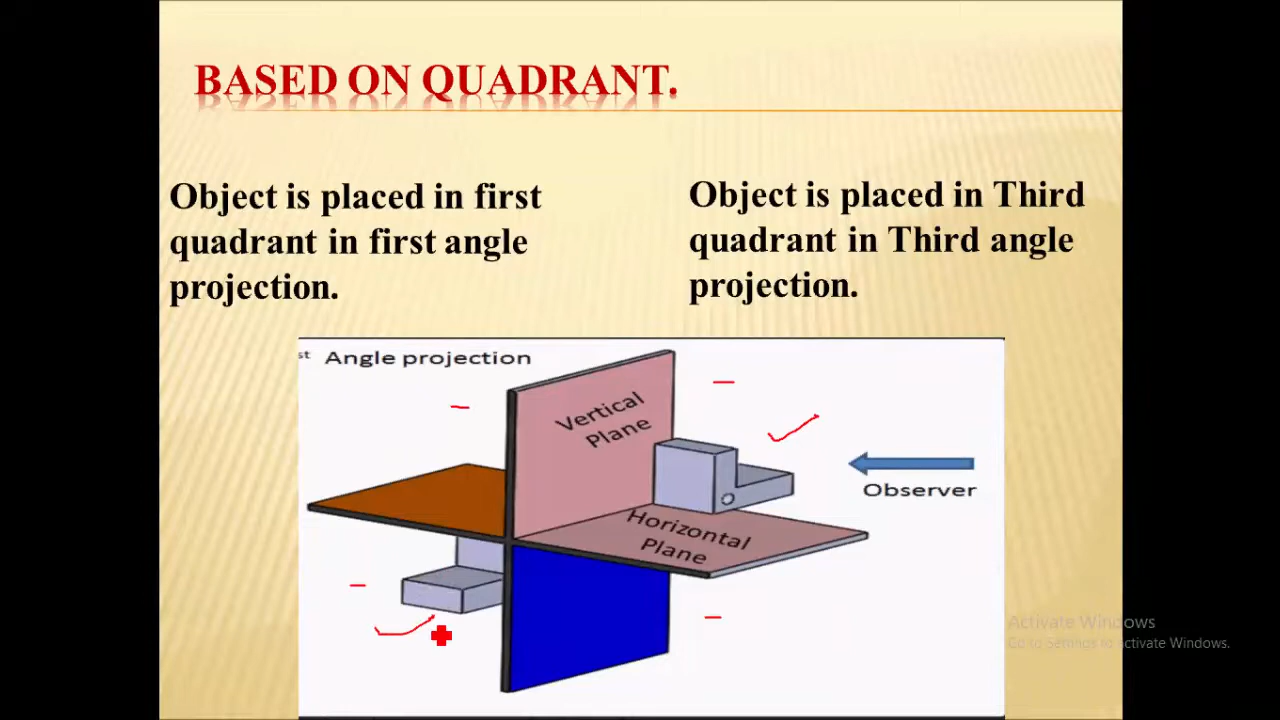 BASED ON QUADRANT.
Object is placed in first
quadrant in first angle
projection.
Object is placed in Third
quadrant in Third angle
projection.
st Angle projection
Vertical
Plane
Observer
Horizontal
Plane
Activate Windows
Go to Settings to activate Windows.